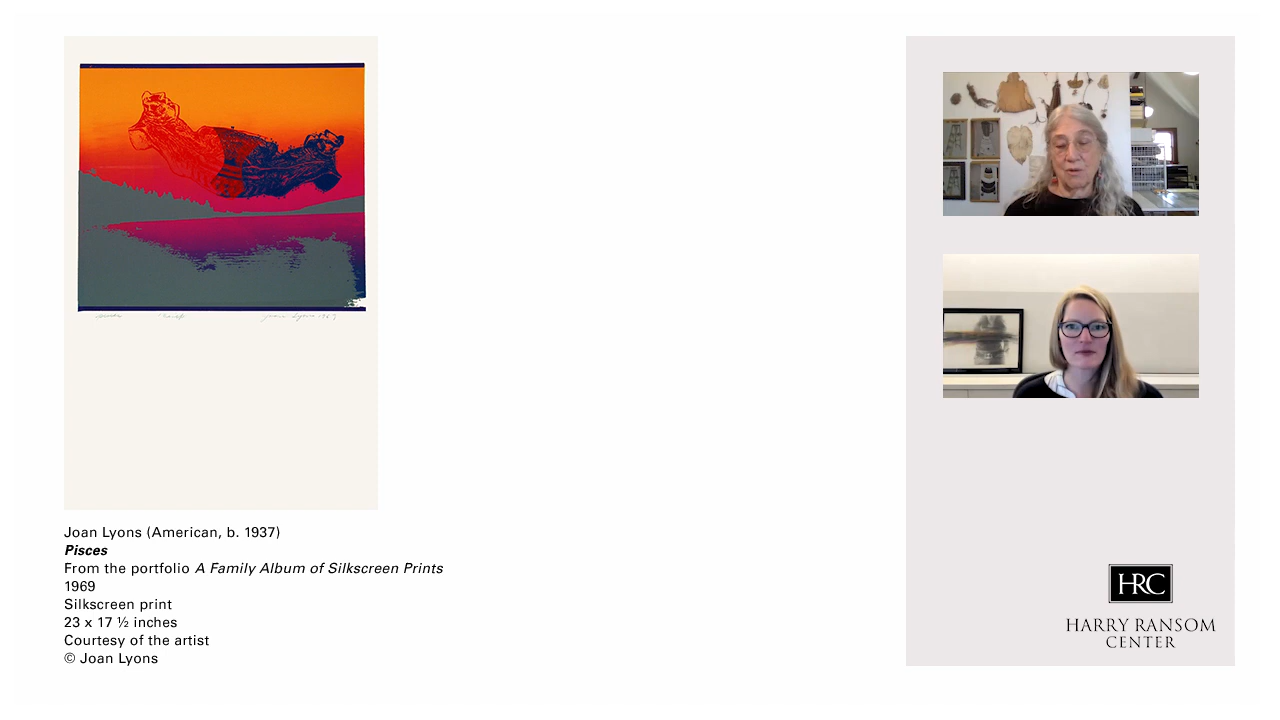 Joan Lyons (American, b. 1937)
Pisces
From the portfolio A Family Album of Silkscreen Prints
1969
Silkscreen print
23 x 17 ½ inches
Courtesy of the artist
© Joan Lyons
HRC
HARRY RANSOM
CENTER